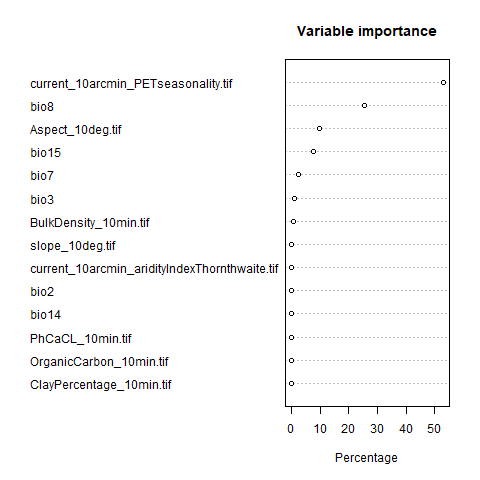 Variable importance
current_10arcmin_PETseasonality.tif
bio8
Aspect_10deg.tif
bio15
bio7
bio3
BulkDensity_10min.tif
slope_10deg.tif
current_10arcmin_aridityIndexThornthwaite.tif
bio2
bio14
PhCaCL_10min.tif
OrganicCarbon_10min.tif
ClayPercentage_10min.tif
0 10 20 30 40 50
Percentage